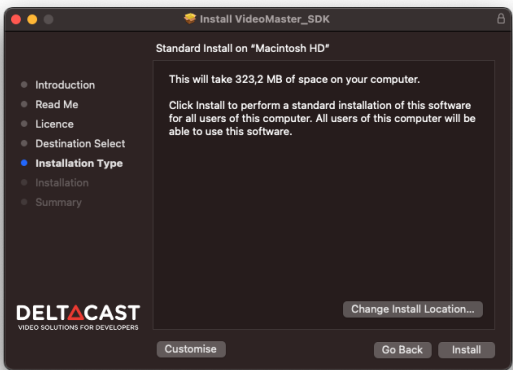 Install VideoMaster_SDK
Standard Install on "Macintosh HD"
Introduction
Read Me
Licence
Destination Select
Installation Type
Installation
Summary
This will take 323,2 MB of space on your computer.
Click Install to perform a standard installation of this software
for all users of this computer. All users of this computer will be
able to use this software.
DELTACAST
VIDEO SOLUTIONS FOR DEVELOPERS
Change Install Location...
Customise
Go Back
Install